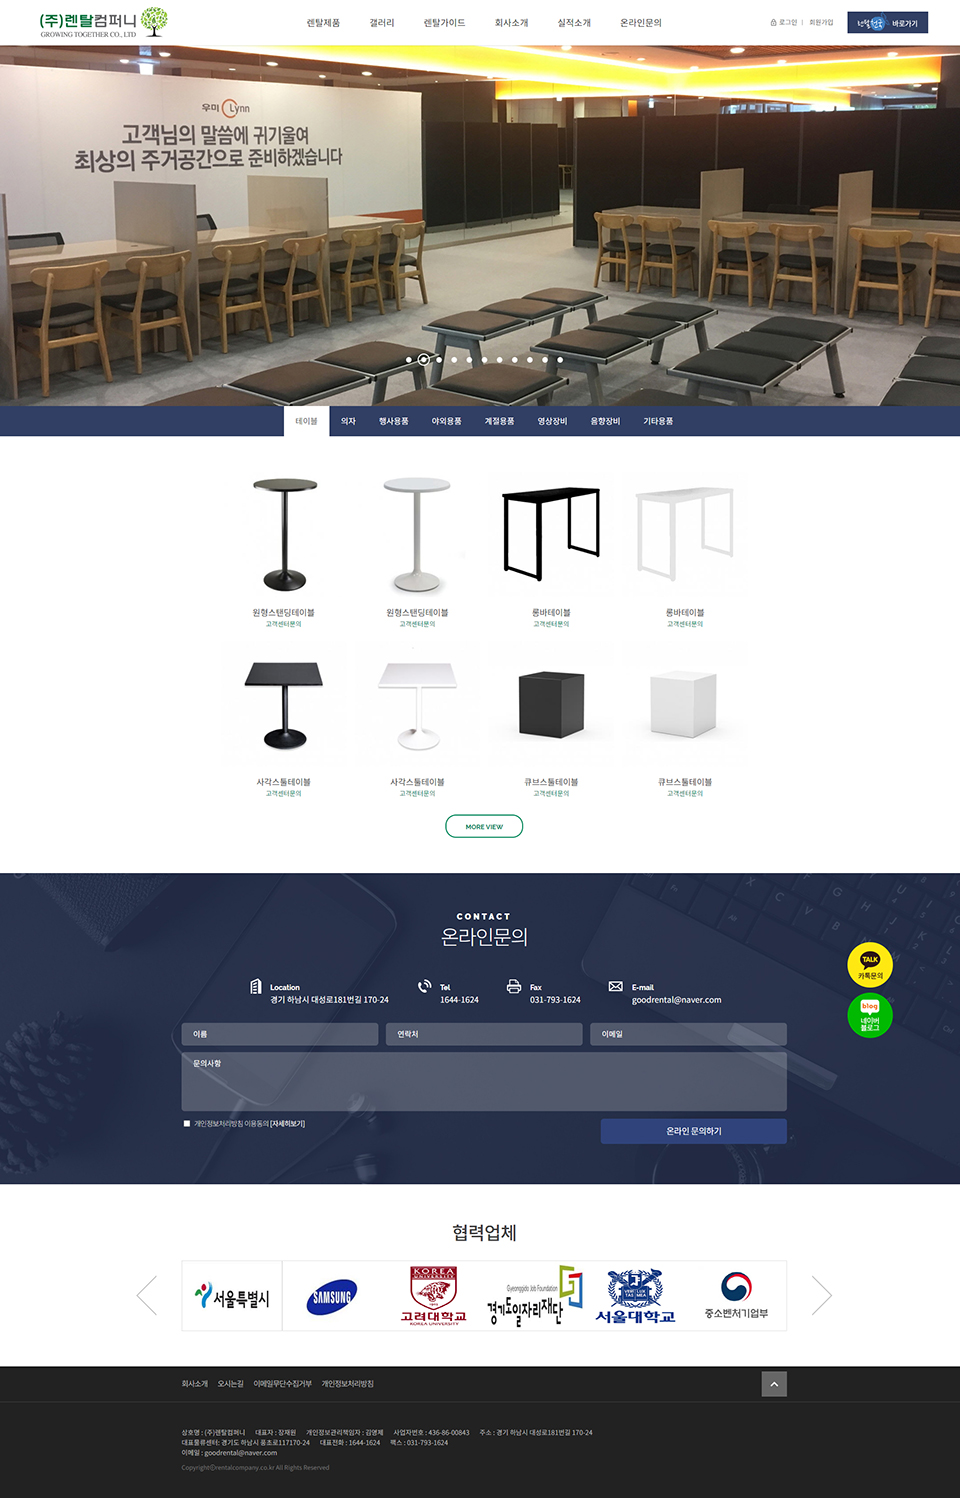 (주)렌탈컴퍼니
GROWING TOGETHER CO., LTD
렌탈제품 갤러리 렌탈가이드 회사소개 실적소개 온라인문의
로그인 | 회원가입
바로가기
우미 Lynn
고객님의 말씀에 귀기울여
최상의 주거공간으로 준비하겠습니다
테이블 의자 행사용품 야외용품 계절용품 영상장비 음향장비 기타용품
원형스탠딩테이블 원형스탠딩테이블 롱바테이블 롱바테이블
고객센터문의 고객센터문의 고객센터문의 고객센터문의
사각스툴테이블 사각스툴테이블 큐브스툴테이블 큐브스툴테이블
고객센터문의 고객센터문의 고객센터문의 고객센터문의
MORE VIEW
CONTACT
온라인문의
TALK
카톡문의
Location Tel Fax E-mail
경기 하남시 대성로181번길 170-24 1644-1624 031-793-1624 goodrental@naver.com
blog
네이버
블로그
이름 연락처 이메일
문의사항
개인정보처리방침 이용동의 [자세히보기]
온라인 문의하기
협력업체
서울특별시
SAMSUNG
KOREA
UNIVERSITY
고려대학교
KOREA UNIVERSITY
Gyeonggido Job Foundation
경기도일자리재단
VERI LUX
TAS MEA
서울대학교
중소벤처기업부
회사소개 오시는길 이메일무단수집거부 개인정보처리방침
상호명 : (주)렌탈컴퍼니 대표자 : 장재원 개인정보관리책임자 : 김영제 사업자번호 : 436-86-00843 주소 : 경기 하남시 대성로181번길 170-24
대표물류센터: 경기도 하남시 풍초로117170-24 대표전화 : 1644-1624 팩스 : 031-793-1624
이메일 : goodrental@naver.com
Copyrightⓒrentalcompany.co.kr All Rights Reserved